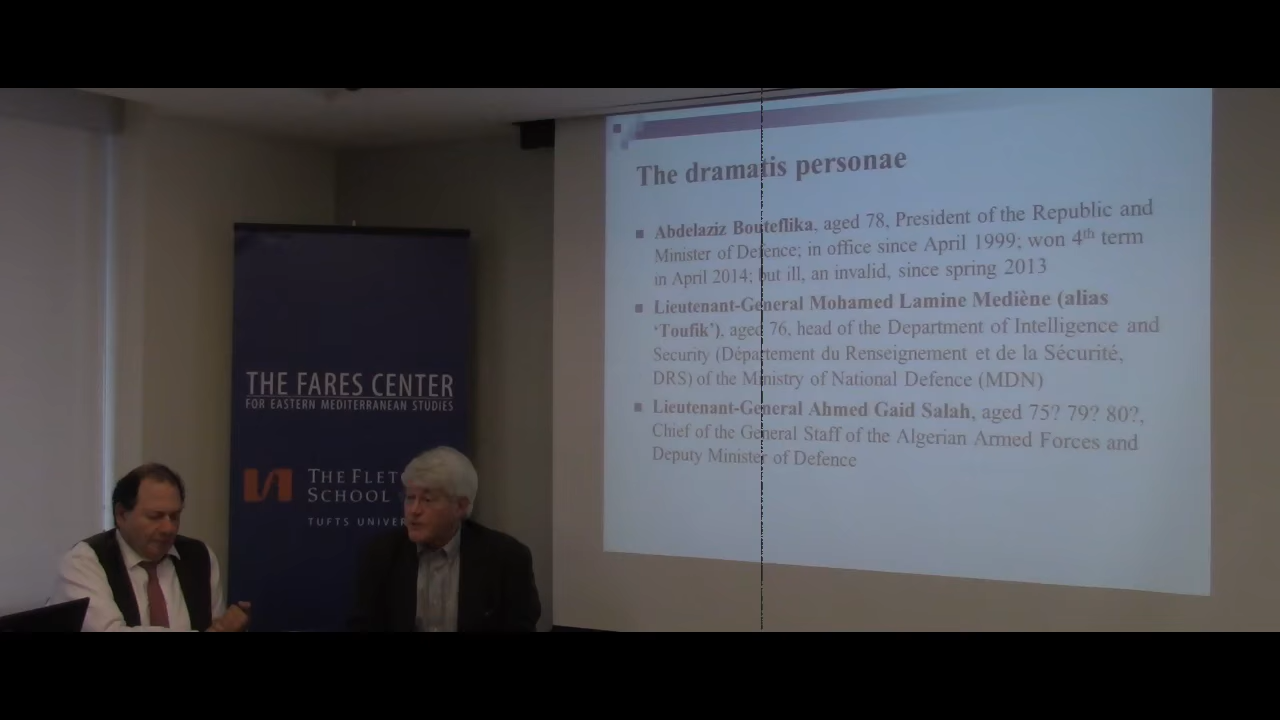 The dramatis personae
Abdelaziz Bouteflika, aged 78, President of the Republic and
Minister of Defence; in office since April 1999; won 4th term
in April 2014; but ill, an invalid, since spring 2013
Lieutenant-General Mohamed Lamine Mediène (alias
‘Toufik’), aged 76, head of the Department of Intelligence and
Security (Département du Renseignement et de la Sécurité,
DRS) of the Ministry of National Defence (MDN)
Lieutenant-General Ahmed Gaid Salah, aged 75? 79? 80?,
Chief of the General Staff of the Algerian Armed Forces and
Deputy Minister of Defence
THE FARES CENTER
FOR EASTERN MEDITERRANEAN STUDIES
THE FLET
SCHOOL
TUFTS UNIVER